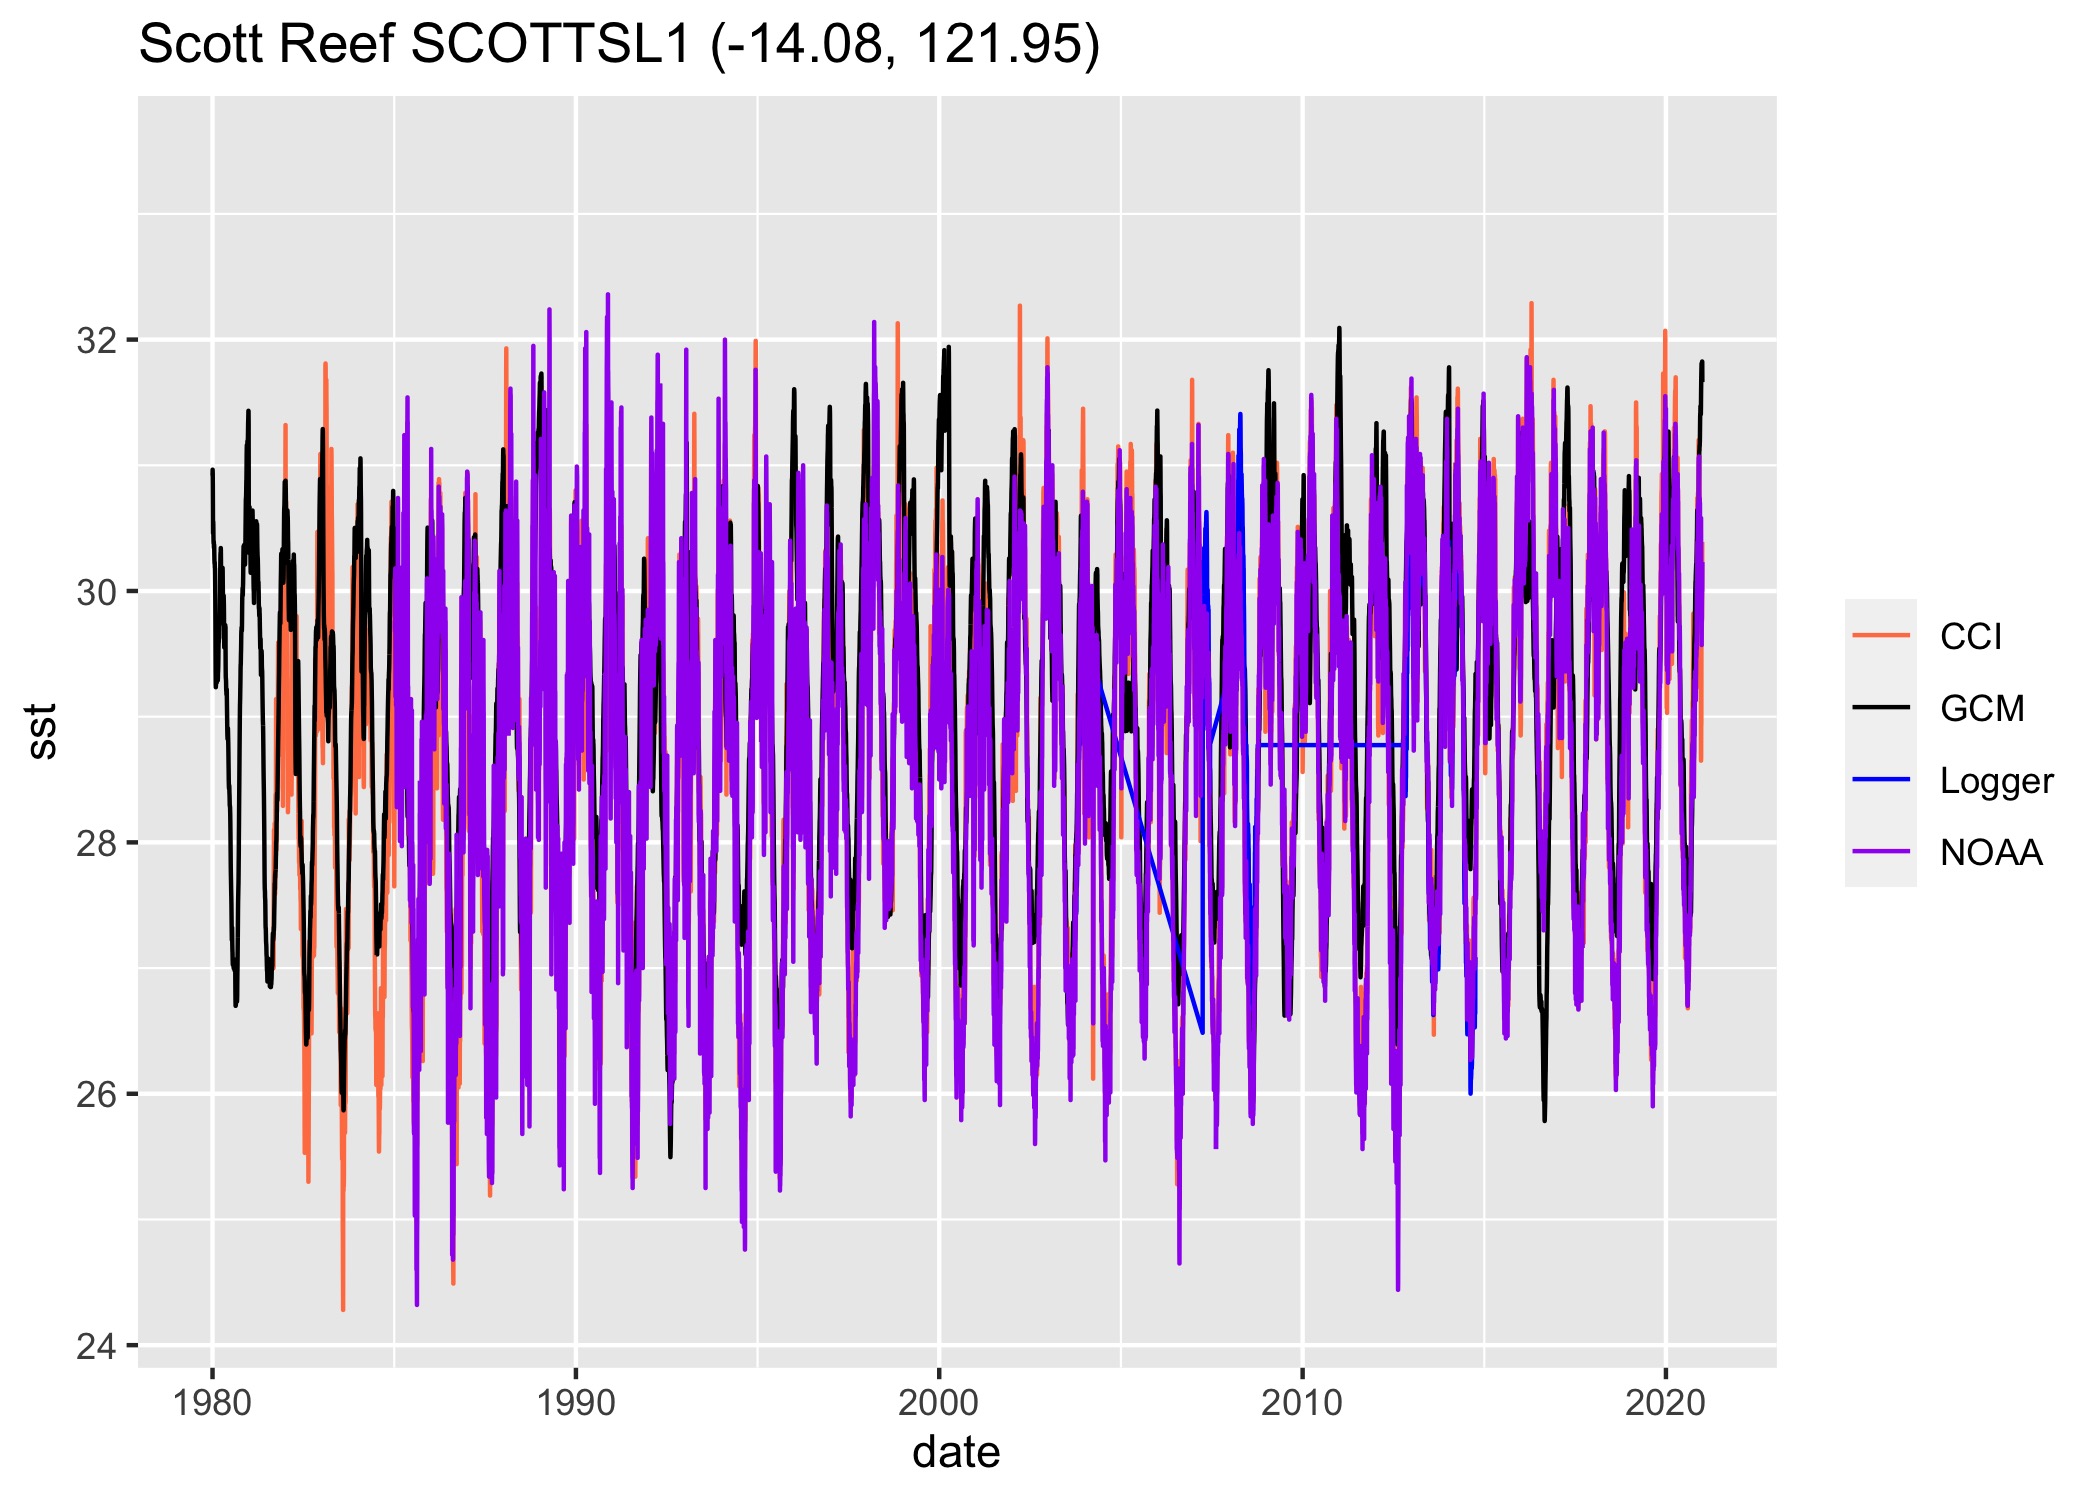 Scott Reef SCOTTSL1 (-14.08, 121.95)
32
30
28
26
24
sst
1980 1990 2000 2010 2020
date
CCI
GCM
Logger
NOAA